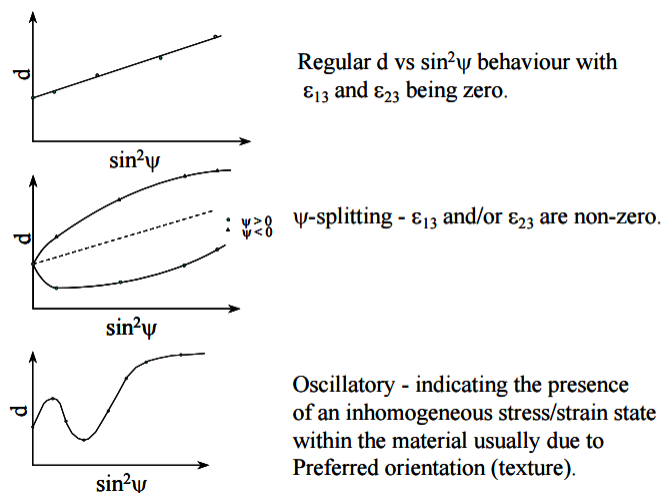 d
Regular d vs sin²ψ behaviour with
ε₁₃ and ε₂₃ being zero.
sin²ψ
d
ψ>0
ψ<0
ψ-splitting - ε₁₃ and/or ε₂₃ are non-zero.
sin²ψ
d
Oscillatory - indicating the presence
of an inhomogeneous stress/strain state
within the material usually due to
Preferred orientation (texture).
sin²ψ